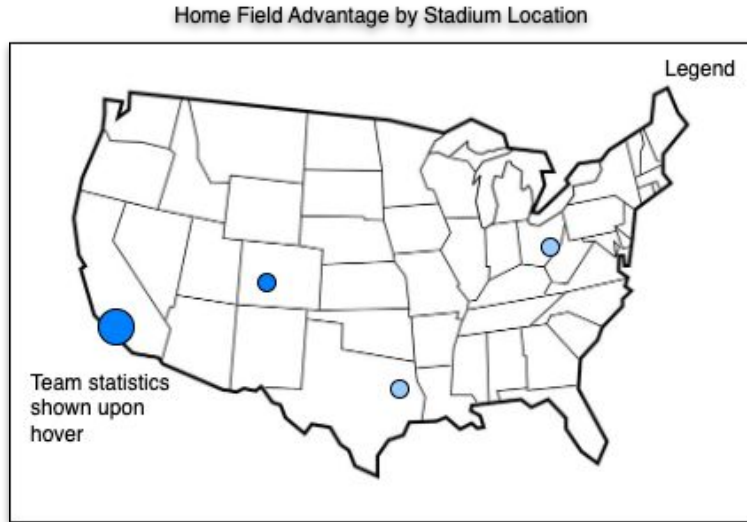 Home Field Advantage by Stadium Location
Legend
Team statistics
shown upon
hover